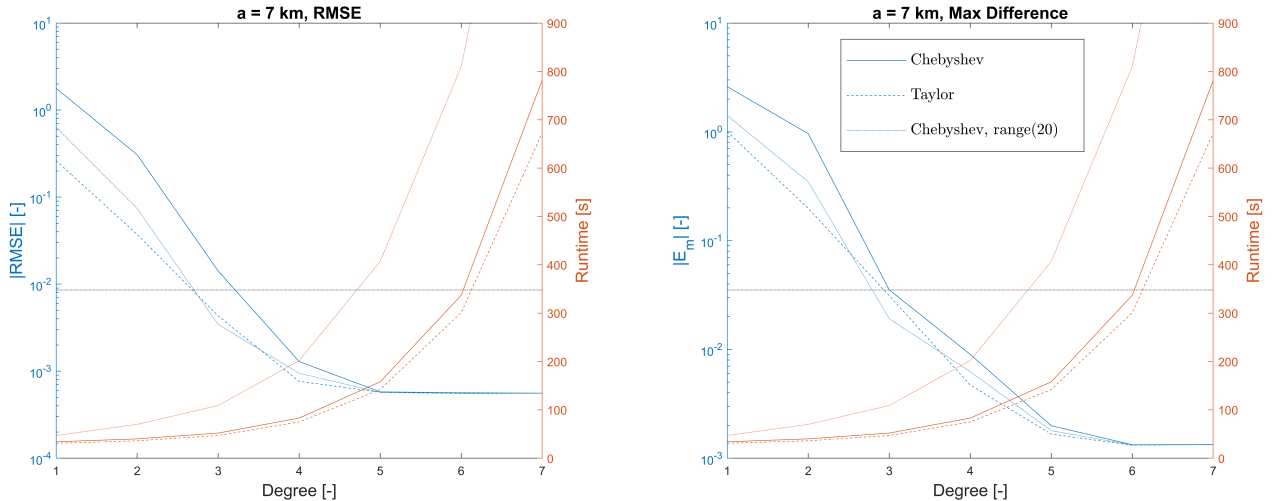 a = 7 km, RMSE
10^1
10^0
10^-1
10^-2
10^-3
10^-4
|RMSE| [-]
900
800
700
600
500
400
300
200
100
0
Runtime [s]
1 2 3 4 5 6 7
Degree [-]
a = 7 km, Max Difference
10^1
10^0
10^-1
10^-2
10^-3
|E_m| [-]
Chebyshev
Taylor
Chebyshev, range(20)
900
800
700
600
500
400
300
200
100
0
Runtime [s]
1 2 3 4 5 6 7
Degree [-]